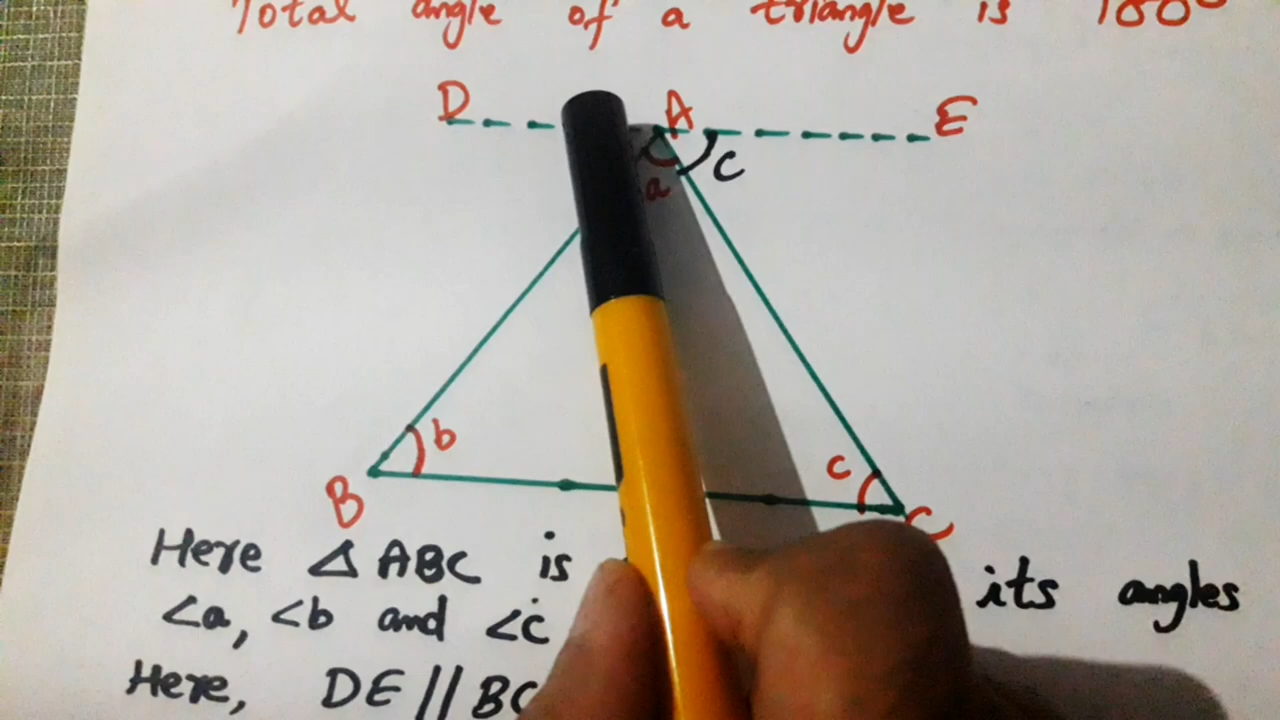 Total angle of a triangle is 180°
D A E
a c
b c
B C
Here △ABC is its angles
∠a, ∠b and ∠c
Here, DE//BC